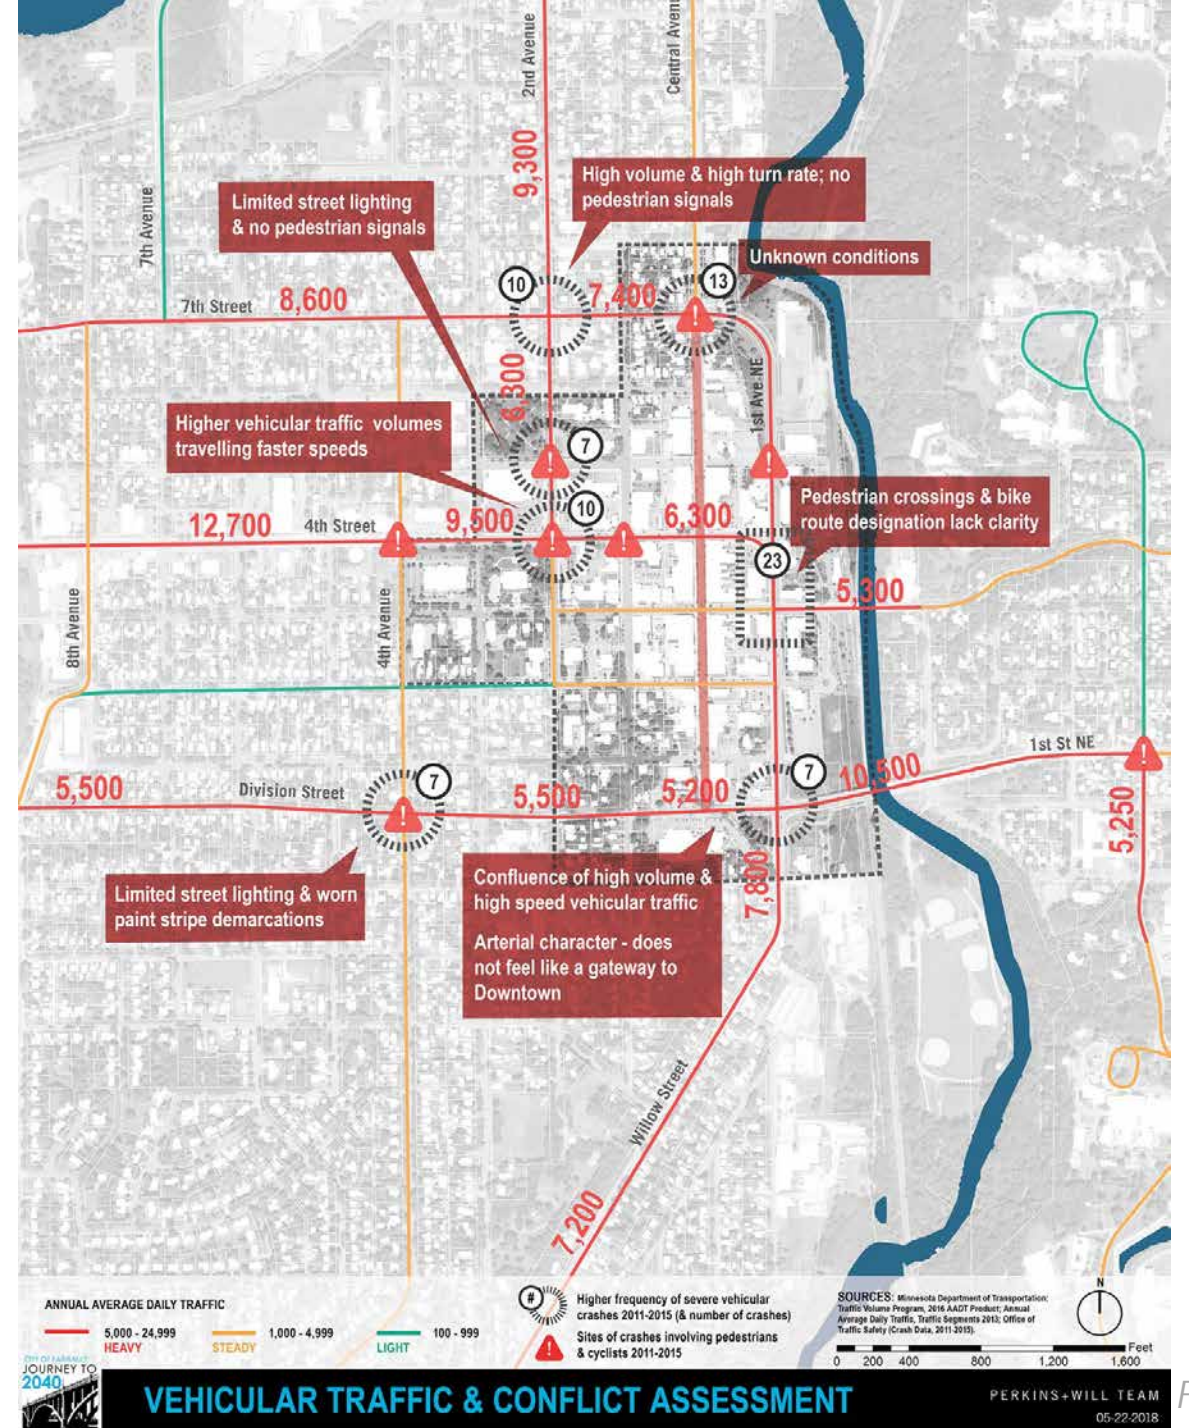 2nd Avenue
Central Avenu
9,300
7th Avenue
High volume & high turn rate; no
pedestrian signals
Limited street lighting
& no pedestrian signals
Unknown conditions
10
13
7th Street
8,600
7,400
8,300
1st Ave NE
Higher vehicular traffic volumes
travelling faster speeds
7
10
Pedestrian crossings & bike
route designation lack clarity
12,700
4th Street
9,500
6,300
23
5,300
8th Avenue
4th Avenue
1st St NE
7
7
10,500
5,500
Division Street
5,500
5,200
5,250
7,800
Limited street lighting & worn
paint stripe demarcations
Confluence of high volume &
high speed vehicular traffic
Arterial character - does
not feel like a gateway to
Downtown
Willow Street
7,200
ANNUAL AVERAGE DAILY TRAFFIC
5,000 - 24,999
HEAVY
1,000 - 4,999
STEADY
100 - 999
LIGHT
#
Higher frequency of severe vehicular
crashes 2011-2015 (& number of crashes)
Sites of crashes involving pedestrians
& cyclists 2011-2015
SOURCES: Minnesota Department of Transportation:
Traffic Volume Program, 2016 AADT Product; Annual
Average Daily Traffic, Traffic Segments 2013; Office of
Traffic Safety (Crash Data, 2011-2015).
N
Feet
0 200 400 800 1,200 1,600
CITY OF FARIBAULT
JOURNEY TO
2040
VEHICULAR TRAFFIC & CONFLICT ASSESSMENT
PERKINS+WILL TEAM
05-22-2018